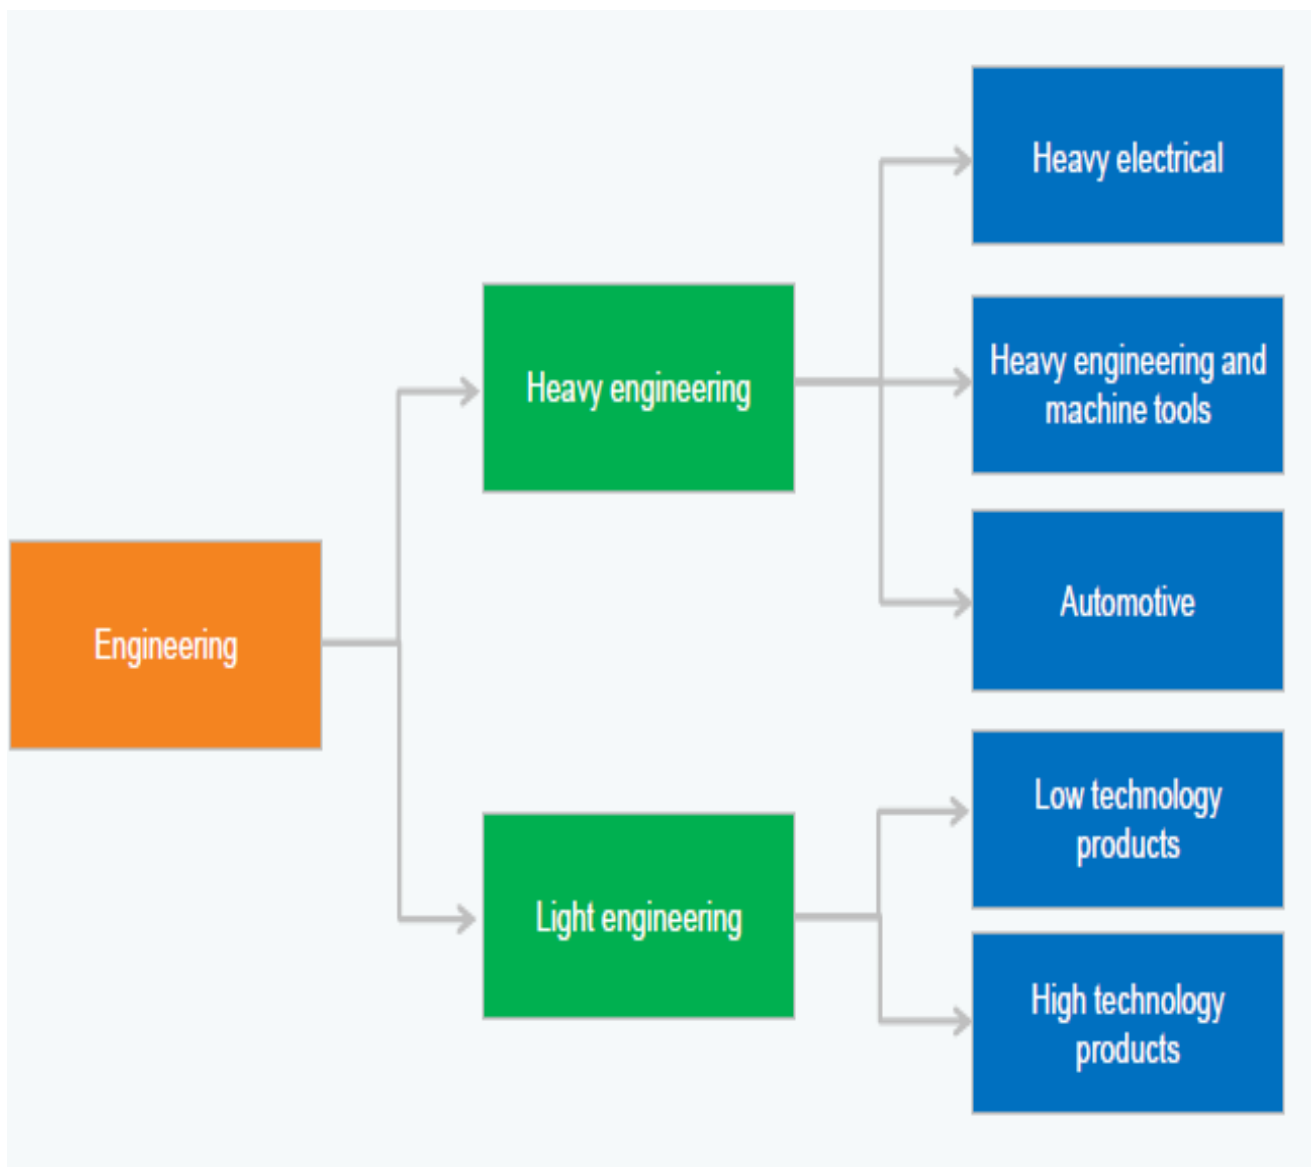 Heavy electrical
Heavy engineering and
machine tools
Heavy engineering
Automotive
Engineering
Low technology
products
Light engineering
High technology
products